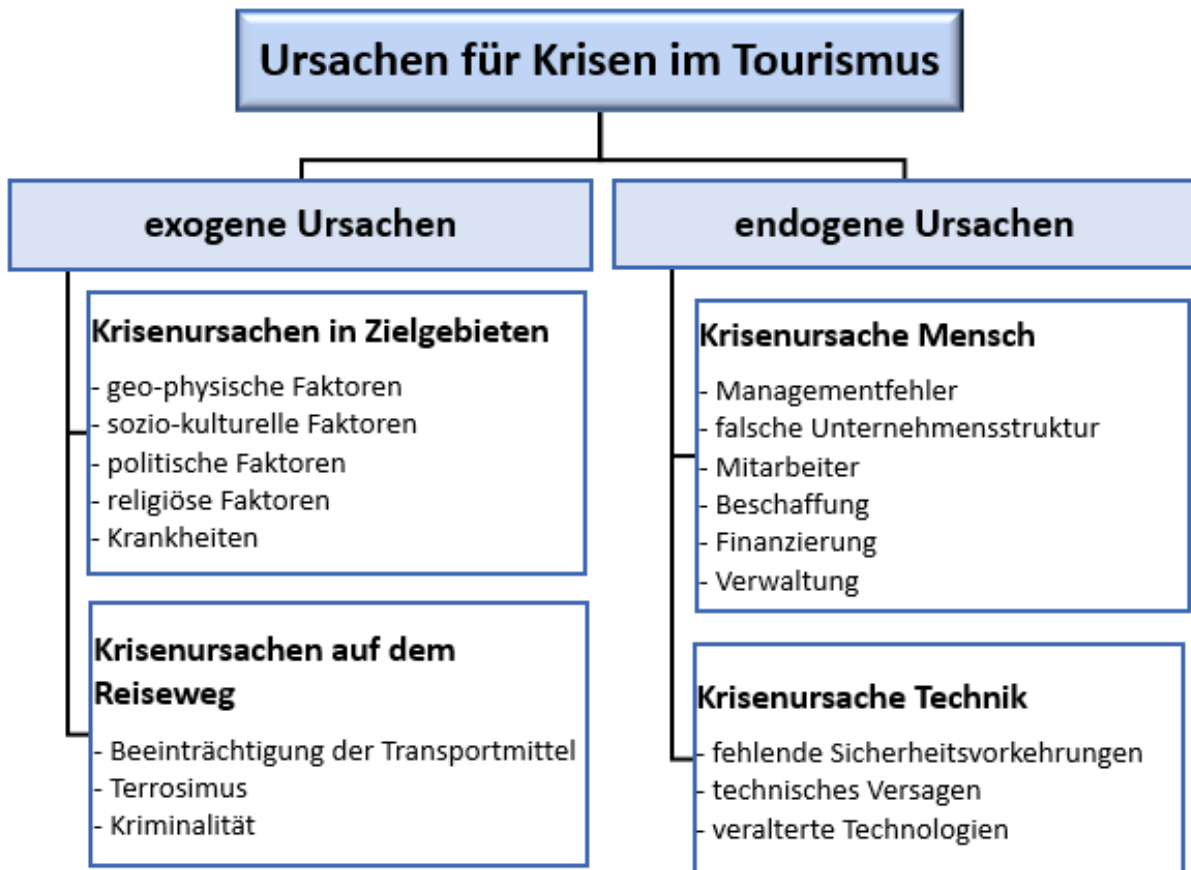 Ursachen für Krisen im Tourismus
exogene Ursachen
Krisenursachen in Zielgebieten
- geo-physische Faktoren
- sozio-kulturelle Faktoren
- politische Faktoren
- religiöse Faktoren
- Krankheiten
Krisenursachen auf dem
Reiseweg
- Beeinträchtigung der Transportmittel
- Terrosimus
- Kriminalität
endogene Ursachen
Krisenursache Mensch
- Managementfehler
- falsche Unternehmensstruktur
- Mitarbeiter
- Beschaffung
- Finanzierung
- Verwaltung
Krisenursache Technik
- fehlende Sicherheitsvorkehrungen
- technisches Versagen
- veralterte Technologien